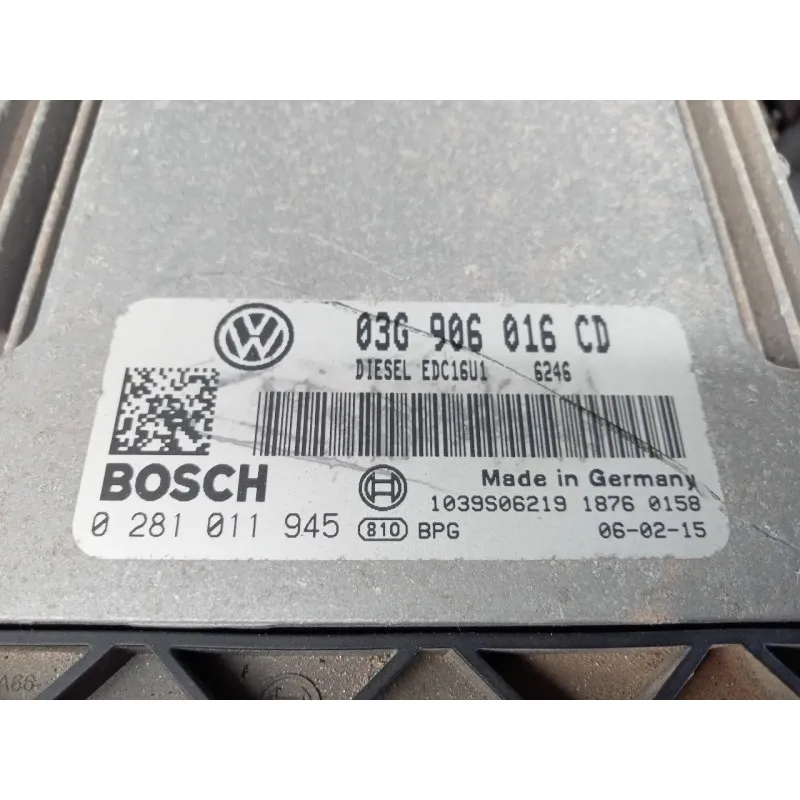 03G 906 016 CD
DIESEL EDC16U1 6246
BOSCH
Made in Germany
1039S06219 1876 0158
0 281 011 945 810 BPG 06-02-15